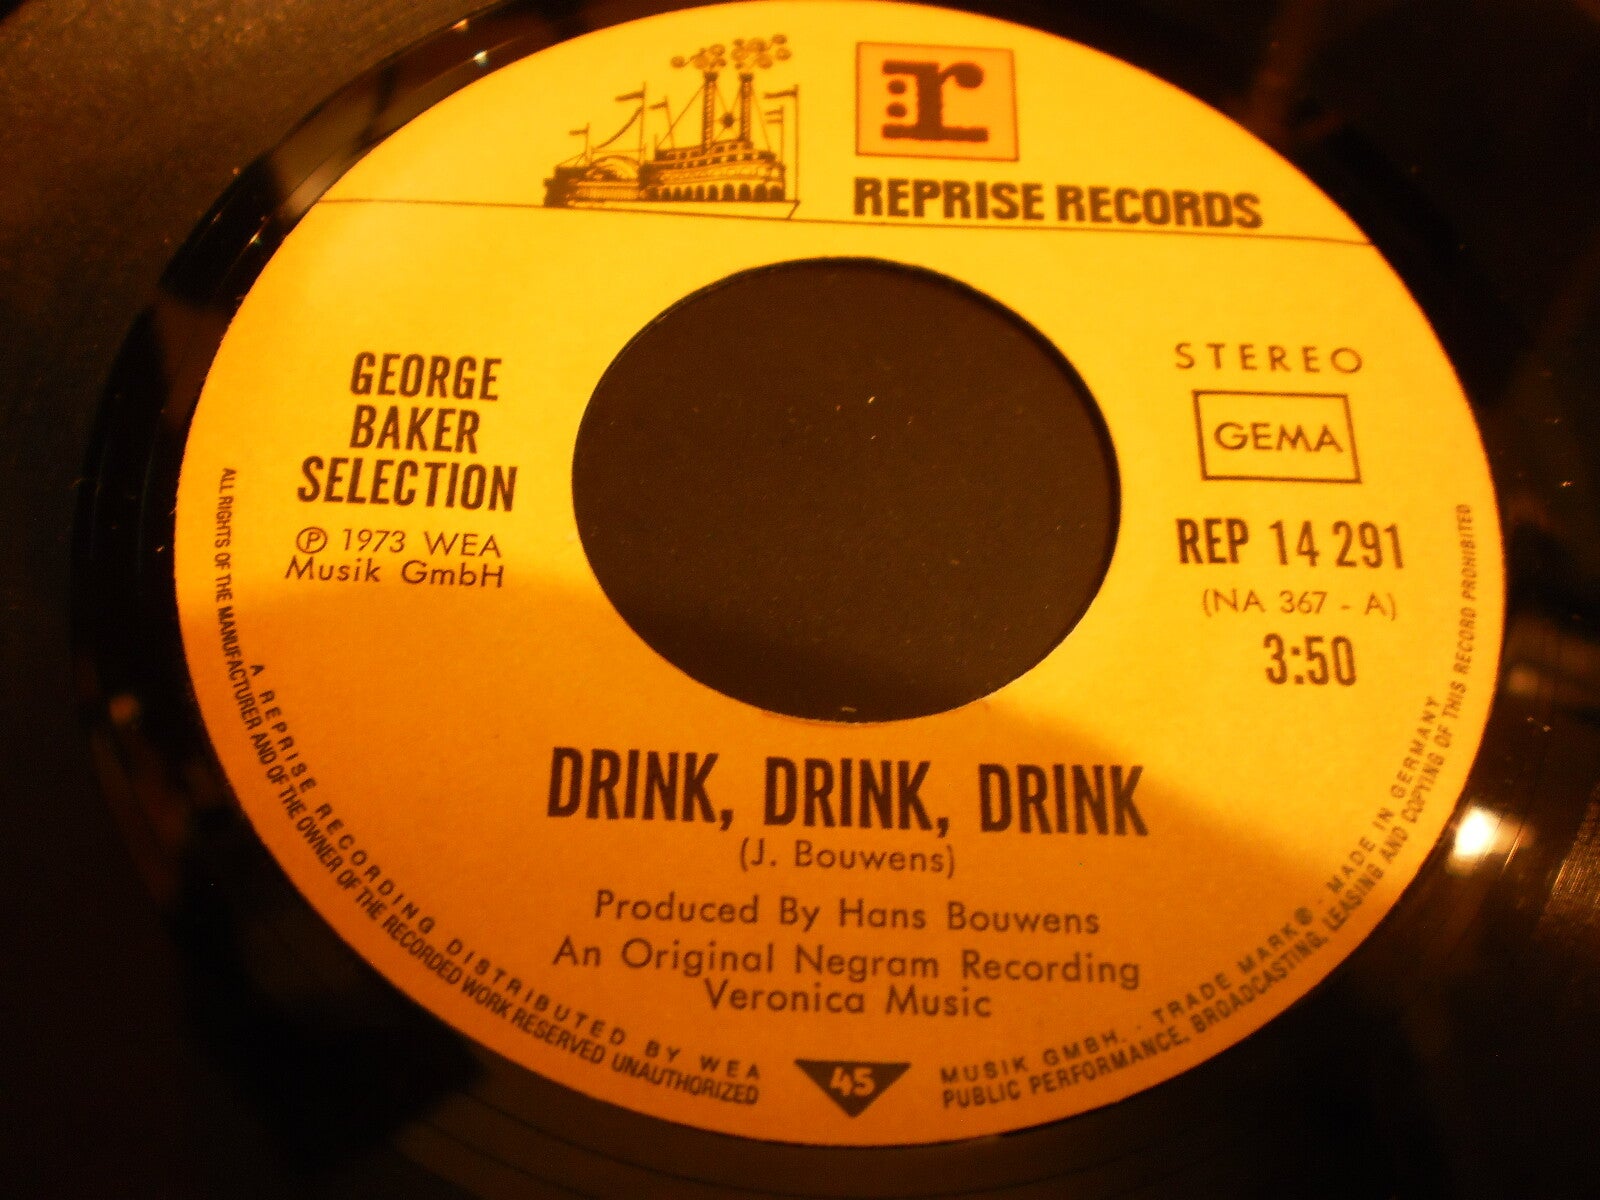 r
REPRISE RECORDS
GEORGE
BAKER
SELECTION
℗ 1973 WEA
Musik GmbH
STEREO
GEMA
REP 14 291
(NA 367 - A)
3:50
DRINK, DRINK, DRINK
(J. Bouwens)
Produced By Hans Bouwens
An Original Negram Recording
Veronica Music
45
A REPRISE RECORDING DISTRIBUTED BY WEA MUSIK GMBH. - TRADE MARK ® - MADE IN GERMANY
ALL RIGHTS OF THE MANUFACTURER AND OF THE OWNER OF THE RECORDED WORK RESERVED UNAUTHORIZED PUBLIC PERFORMANCE, BROADCASTING, LEASING AND COPYING OF THIS RECORD PROHIBITED